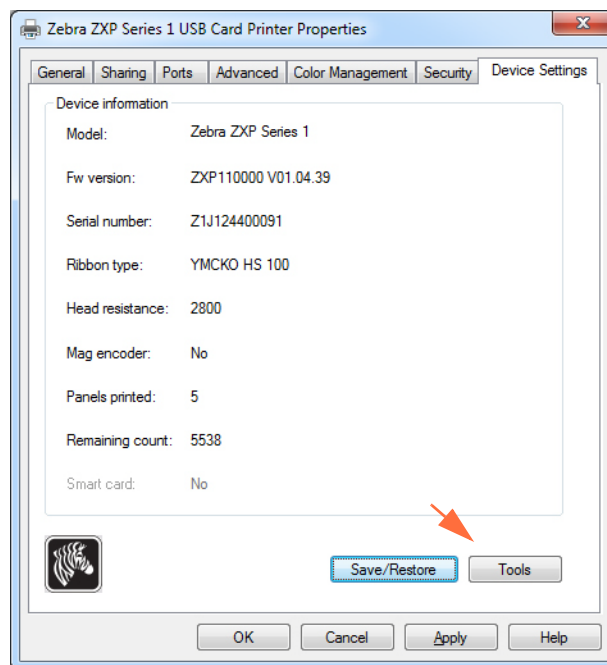 Zebra ZXP Series 1 USB Card Printer Properties
General Sharing Ports Advanced Color Management Security Device Settings
Device information
Model: Zebra ZXP Series 1
Fw version: ZXP110000 V01.04.39
Serial number: Z1J124400091
Ribbon type: YMCKO HS 100
Head resistance: 2800
Mag encoder: No
Panels printed: 5
Remaining count: 5538
Smart card: No
Save/Restore Tools
OK Cancel Apply Help